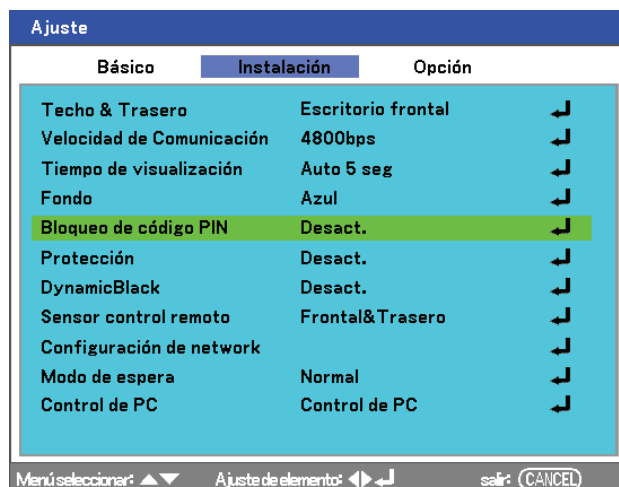 Ajuste
Básico Instalación Opción
Techo & Trasero Escritorio frontal
Velocidad de Comunicación 4800bps
Tiempo de visualización Auto 5 seg
Fondo Azul
Bloqueo de código PIN Desact.
Protección Desact.
DynamicBlack Desact.
Sensor control remoto Frontal&Trasero
Configuración de network
Modo de espera Normal
Control de PC Control de PC
Menú seleccionar: ▲▼ Ajuste de elemento: ◀▶ ↵ salir: (CANCEL)